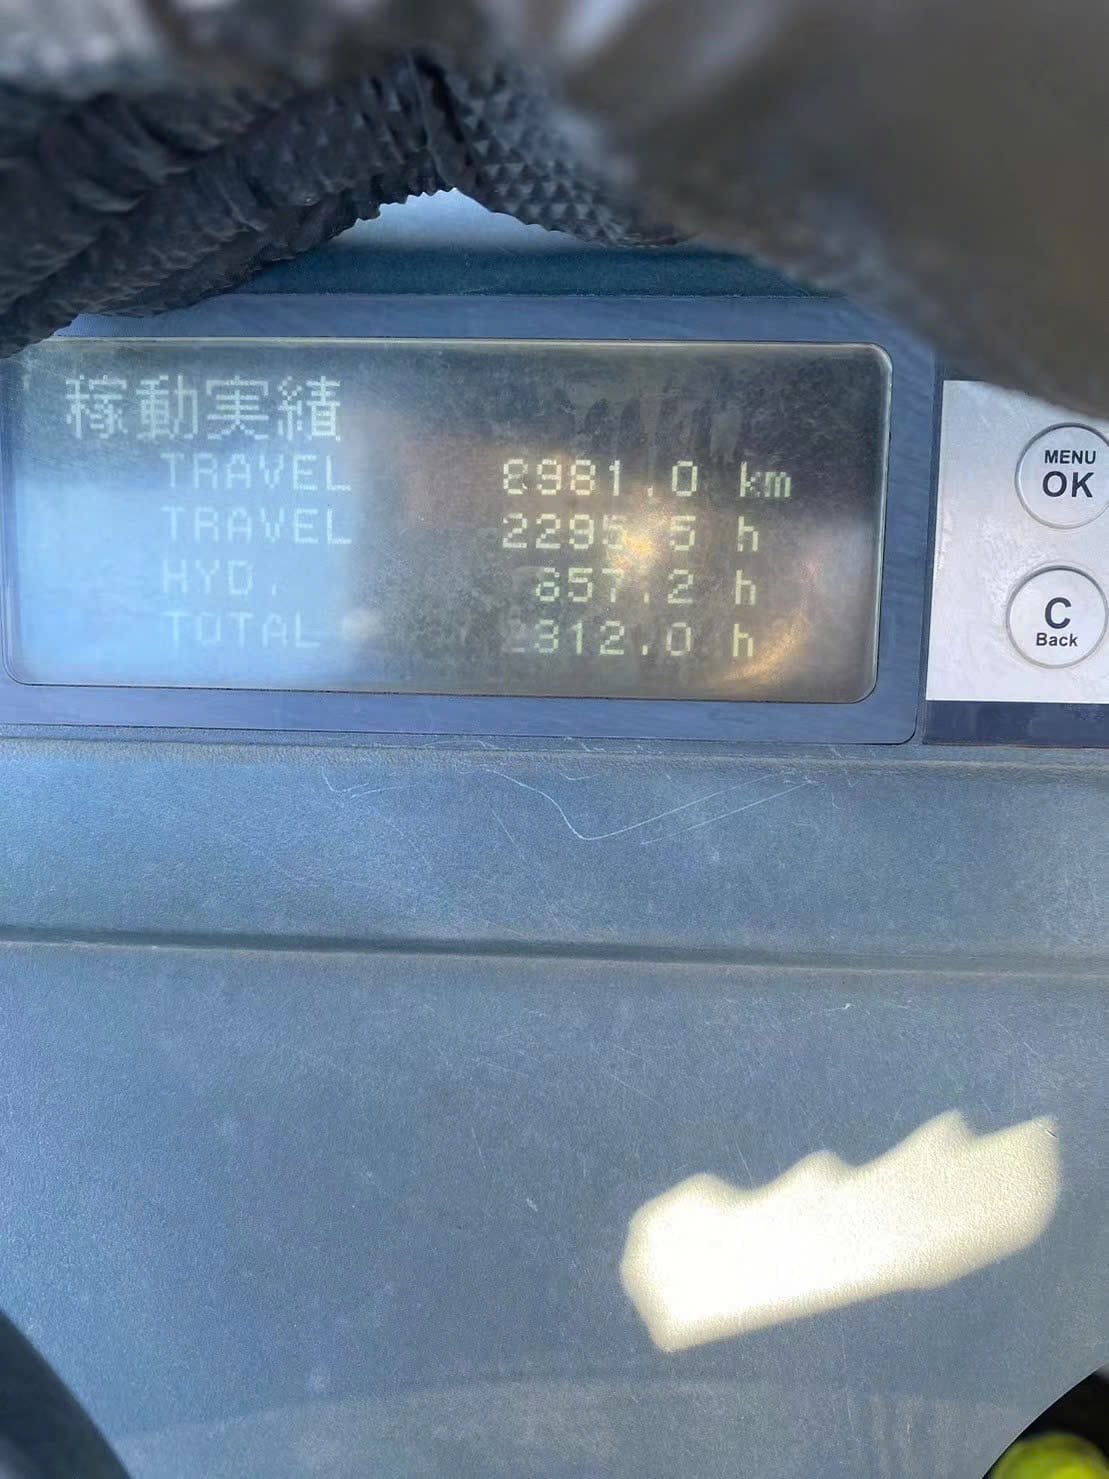 稼動実績
TRAVEL 8981.0 km
TRAVEL 2295.5 h
HYD. 857.2 h
TOTAL 2312.0 h
MENU
OK
C
Back